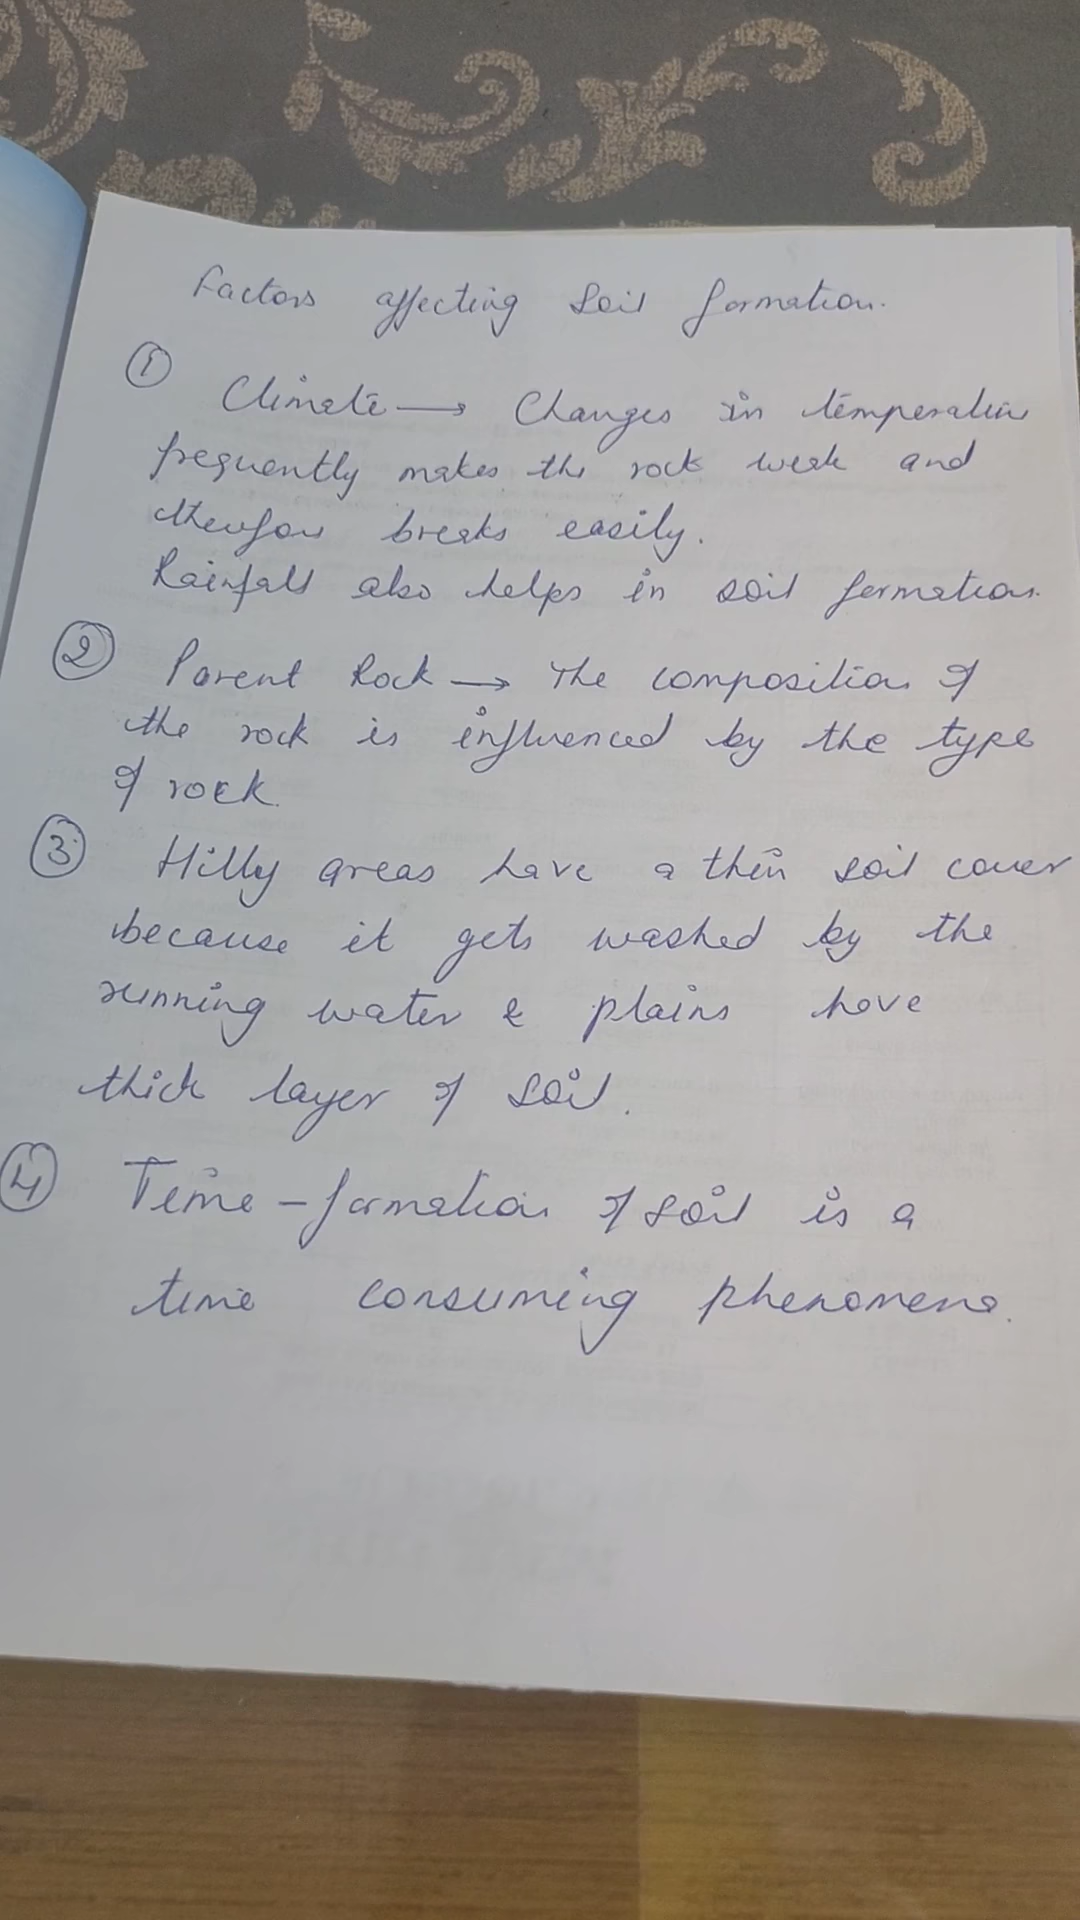 Factors affecting soil formation.
① Climate → Changes in temperature
frequently makes the rock weak and
therefore breaks easily.
Rainfall also helps in soil formation.
② Parent Rock → The composition of
the rock is influenced by the type
of rock.
③ Hilly areas have a thin soil cover
because it gets washed by the
running water & plains have
thick layer of soil.
④ Time - formation of soil is a
time consuming phenomena.